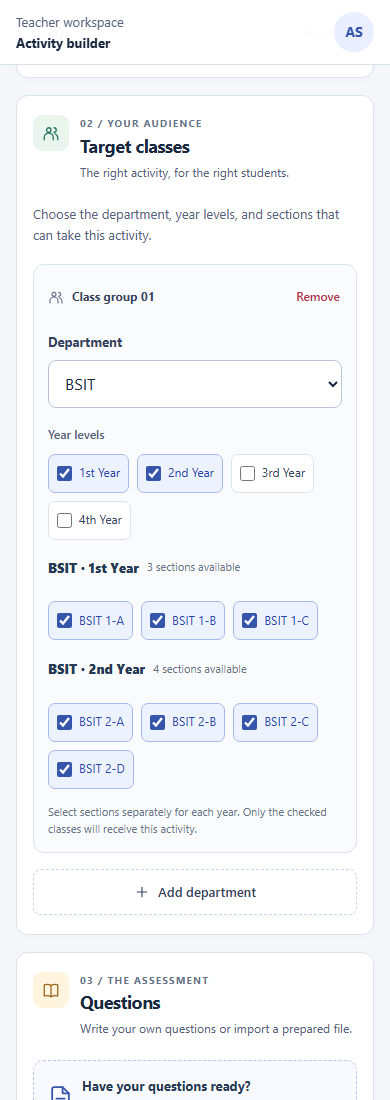 Teacher workspace
Activity builder
AS
02 / YOUR AUDIENCE
Target classes
The right activity, for the right students.
Choose the department, year levels, and sections that
can take this activity.
Class group 01
Remove
Department
BSIT
Year levels
1st Year
2nd Year
3rd Year
4th Year
BSIT · 1st Year 3 sections available
BSIT 1-A
BSIT 1-B
BSIT 1-C
BSIT · 2nd Year 4 sections available
BSIT 2-A
BSIT 2-B
BSIT 2-C
BSIT 2-D
Select sections separately for each year. Only the checked
classes will receive this activity.
+ Add department
03 / THE ASSESSMENT
Questions
Write your own questions or import a prepared file.
Have your questions ready?